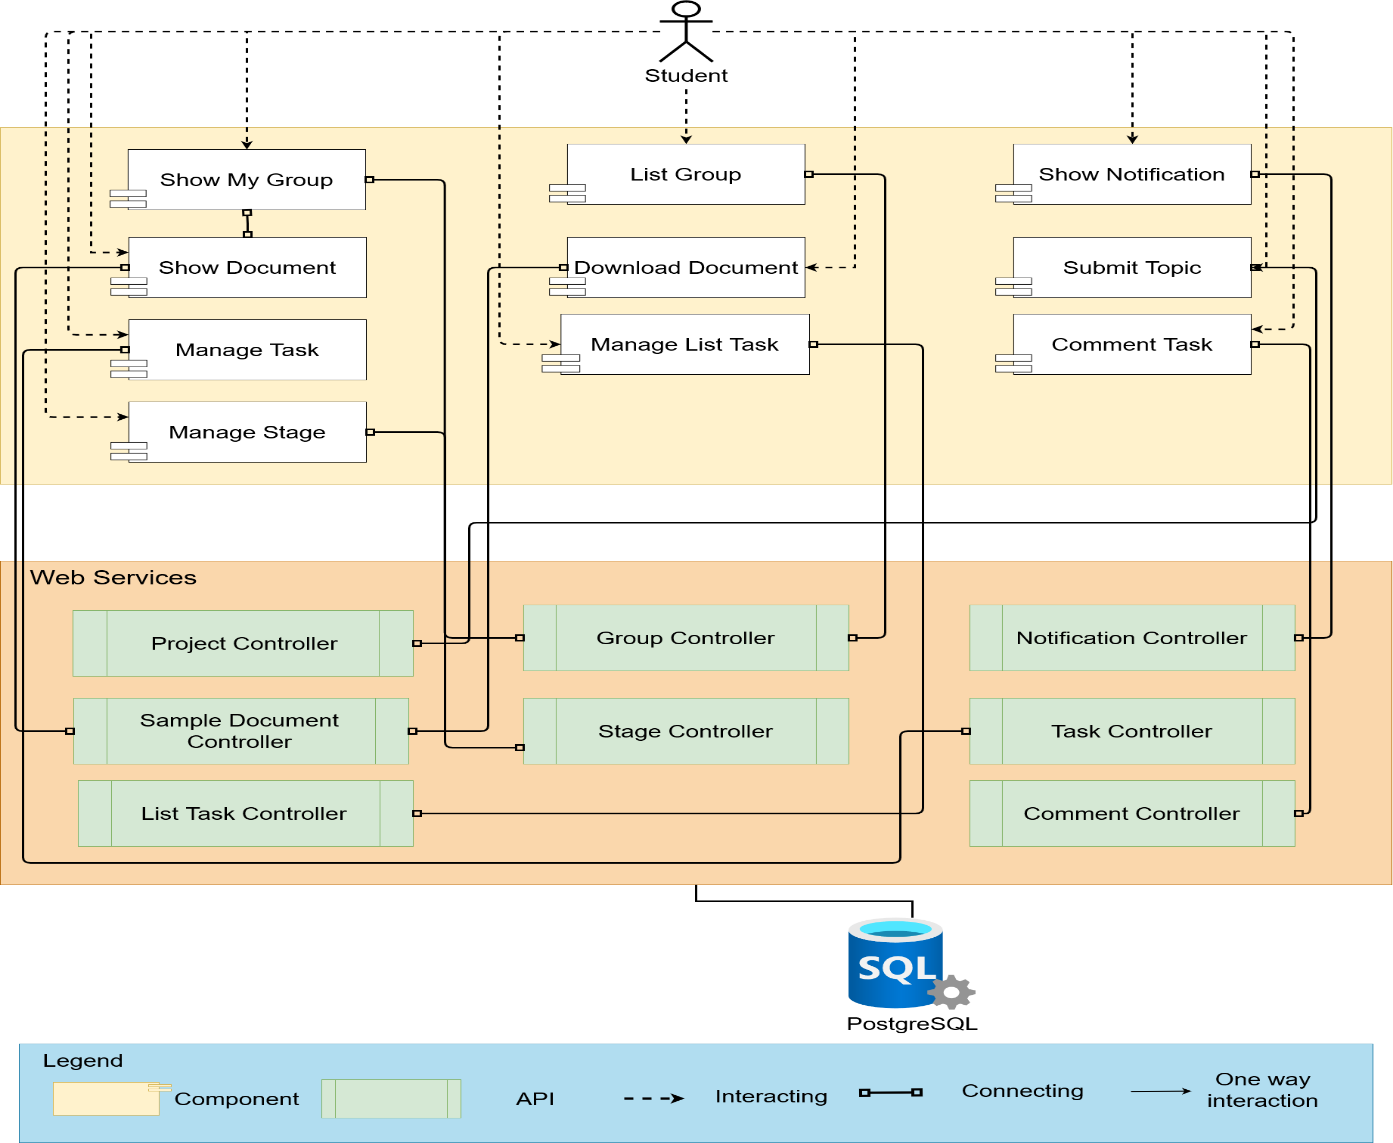 Student
Show My Group
List Group
Show Notification
Show Document
Download Document
Submit Topic
Manage Task
Manage List Task
Comment Task
Manage Stage
Web Services
Project Controller
Group Controller
Notification Controller
Sample Document
Controller
Stage Controller
Task Controller
List Task Controller
Comment Controller
SQL
PostgreSQL
Legend
Component
API
Interacting
Connecting
One way
interaction